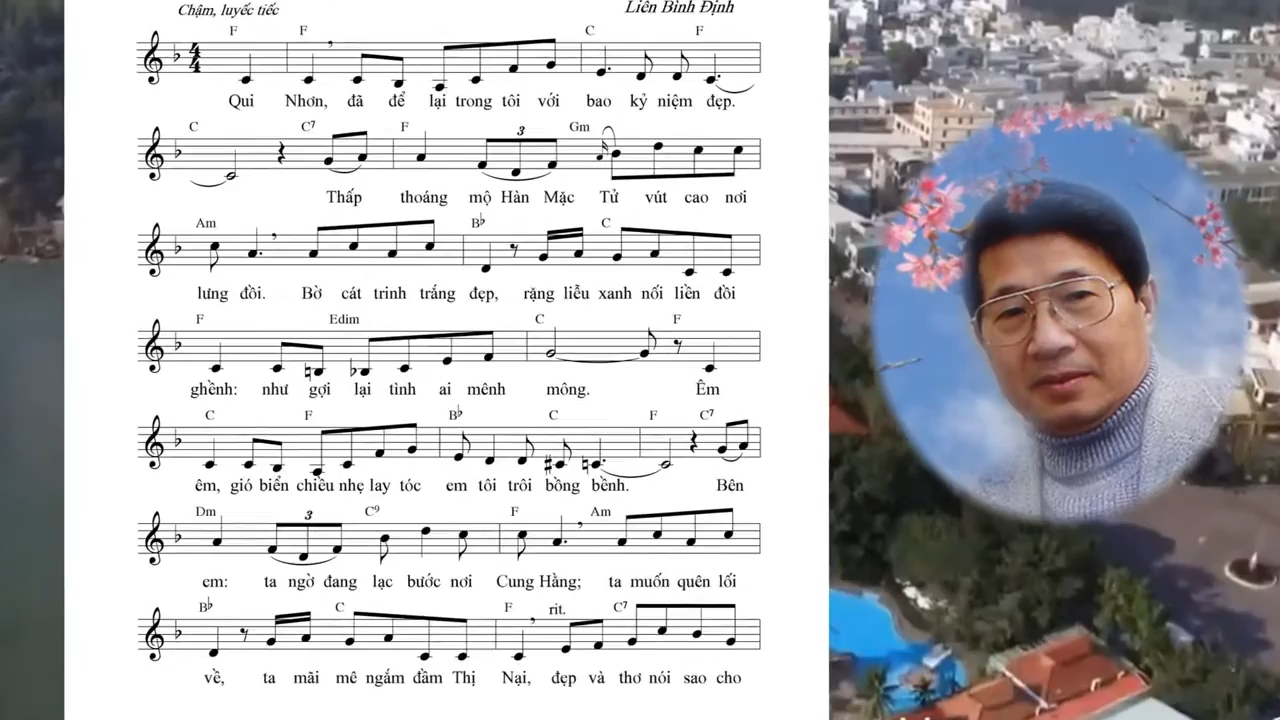 Chậm, luyếc tiếc
Liên Bình Định
F F C F
4
4
Qui Nhơn, đã để lại trong tôi với bao kỷ niệm đẹp.
C C7 F 3 Gm
Thấp thoáng mộ Hàn Mặc Tử vút cao nơi
Am B♭ C
lưng đồi. Bờ cát trinh trắng đẹp, rặng liễu xanh nối liền đồi
F Edim C F
ghềnh: như gợi lại tình ai mênh mông. Êm
C F B♭ C F C7
êm, gió biển chiều nhẹ lay tóc em tôi trôi bồng bềnh. Bên
Dm 3 C9 F Am
em: ta ngờ đang lạc bước nơi Cung Hằng; ta muốn quên lối
B♭ C F rit. C7
về, ta mãi mê ngắm đầm Thị Nại, đẹp và thơ nói sao cho